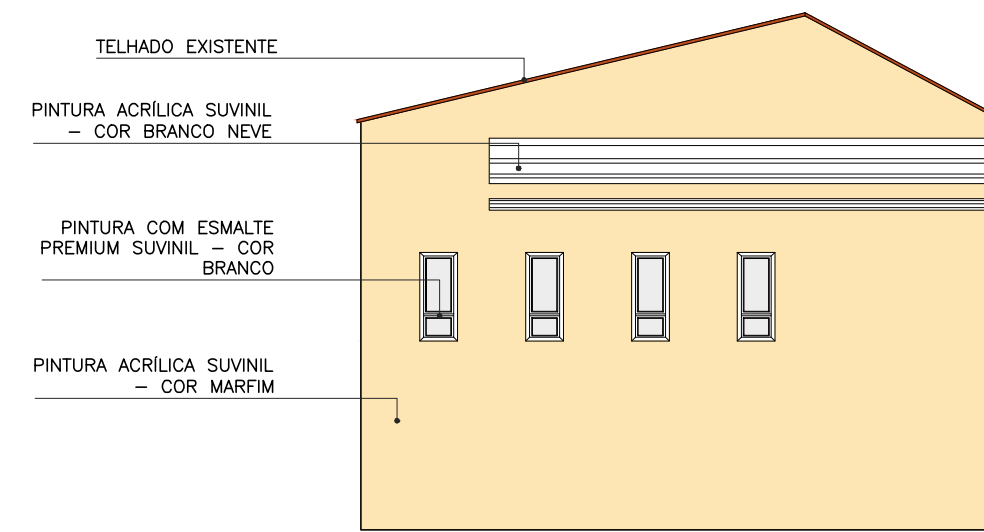 TELHADO EXISTENTE
PINTURA ACRÍLICA SUVINIL
– COR BRANCO NEVE
PINTURA COM ESMALTE
PREMIUM SUVINIL – COR
BRANCO
PINTURA ACRÍLICA SUVINIL
– COR MARFIM